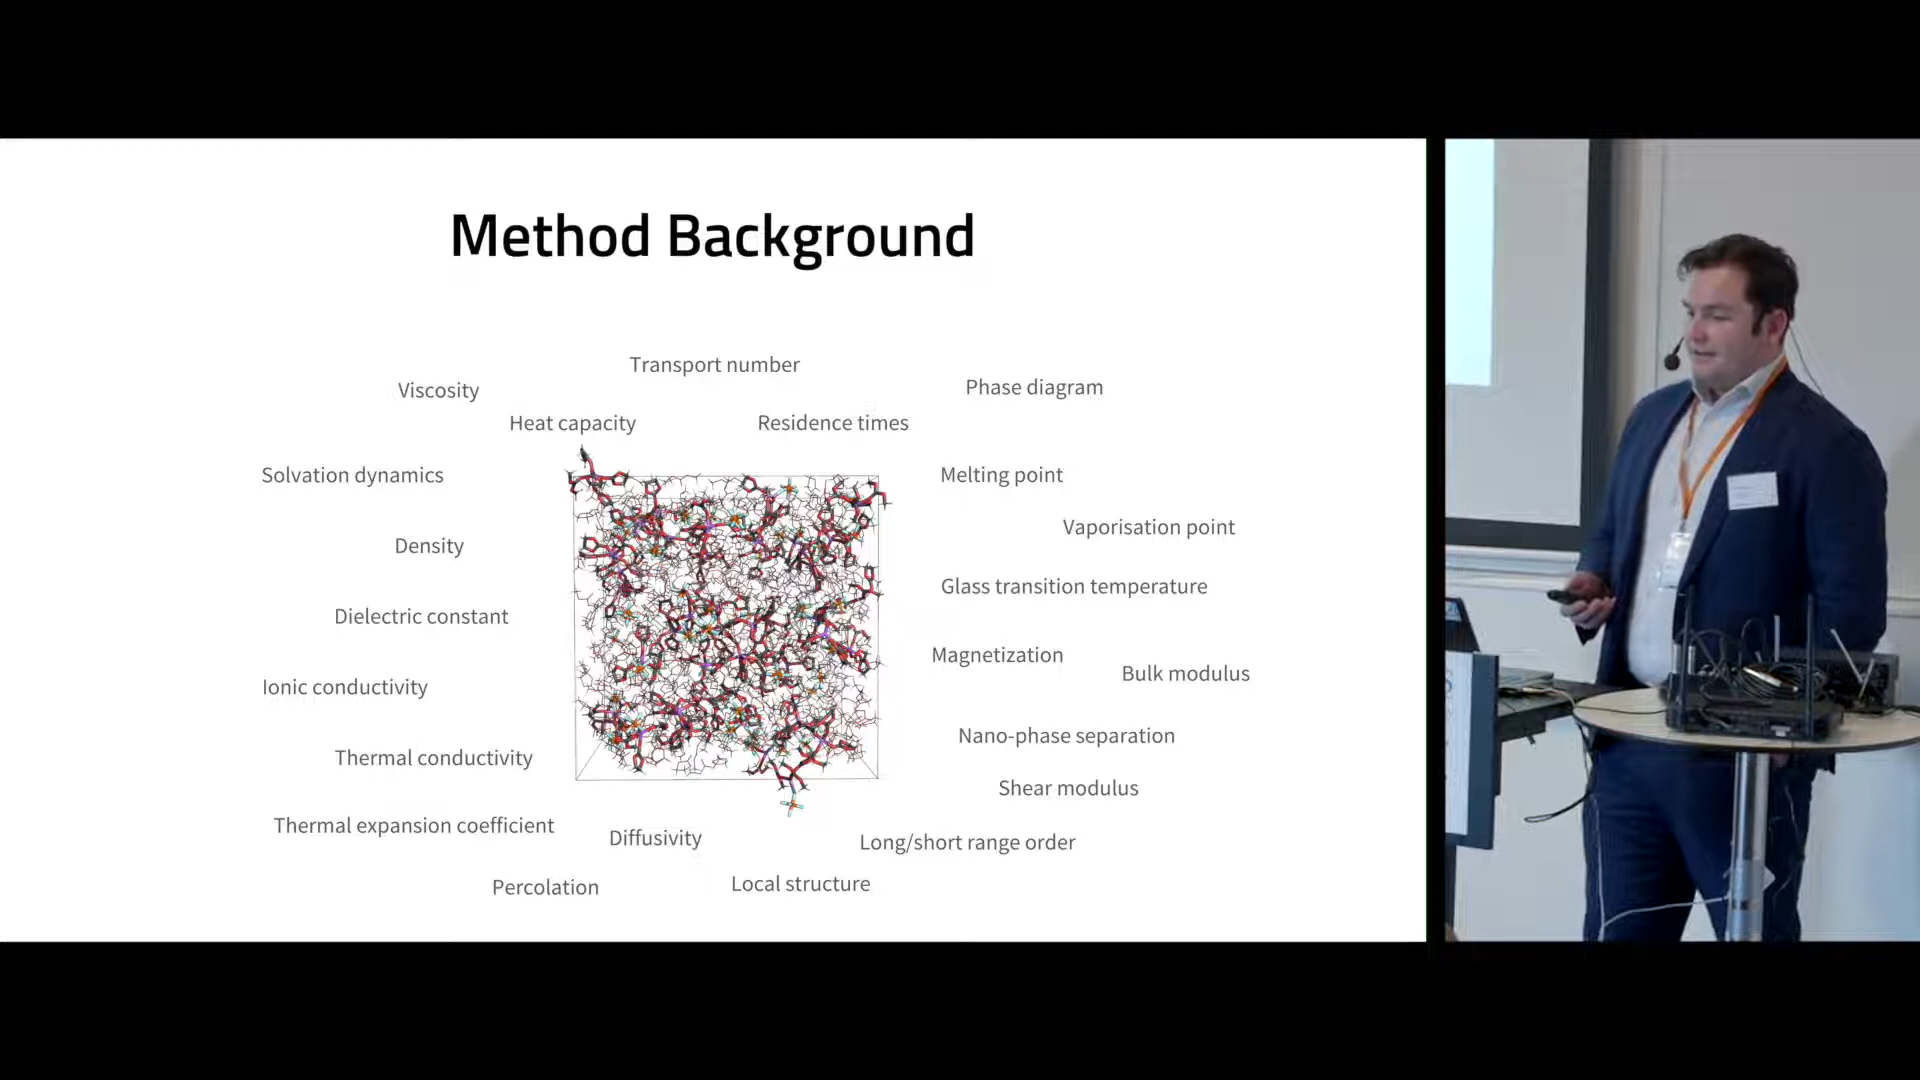 Method Background
Transport number
Viscosity
Phase diagram
Heat capacity
Residence times
Solvation dynamics
Melting point
Vaporisation point
Density
Glass transition temperature
Dielectric constant
Magnetization
Bulk modulus
Ionic conductivity
Nano-phase separation
Thermal conductivity
Shear modulus
Thermal expansion coefficient
Diffusivity
Long/short range order
Local structure
Percolation